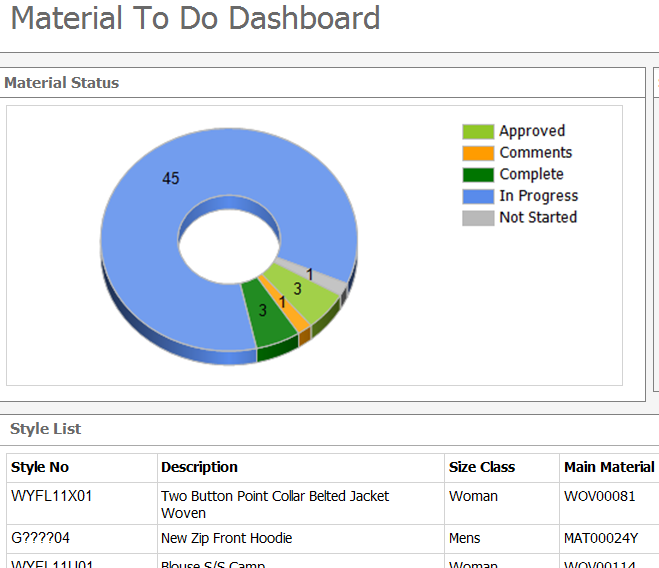 Material To Do Dashboard
Material Status
45
1
3
1
3
Approved
Comments
Complete
In Progress
Not Started
Style List
Style No Description Size Class Main Material
WYFL11X01 Two Button Point Collar Belted Jacket Woman WOV00081
Woven
G????04 New Zip Front Hoodie Mens MAT00024Y
WYFL11U01 Blouse S/S Camp Woman WOV00114